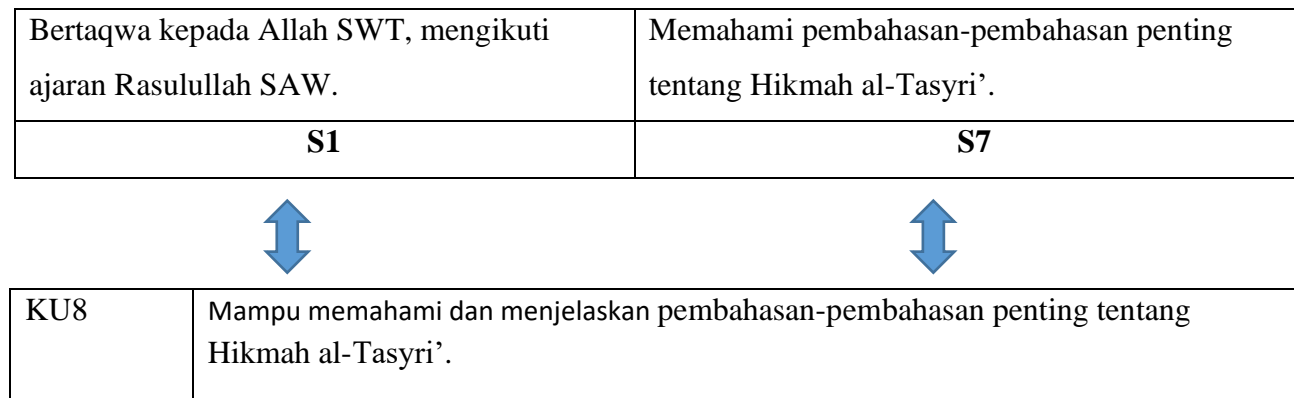 Bertaqwa kepada Allah SWT, mengikuti
ajaran Rasulullah SAW.
Memahami pembahasan-pembahasan penting
tentang Hikmah al-Tasyri’.
S1
S7
KU8
Mampu memahami dan menjelaskan pembahasan-pembahasan penting tentang
Hikmah al-Tasyri’.